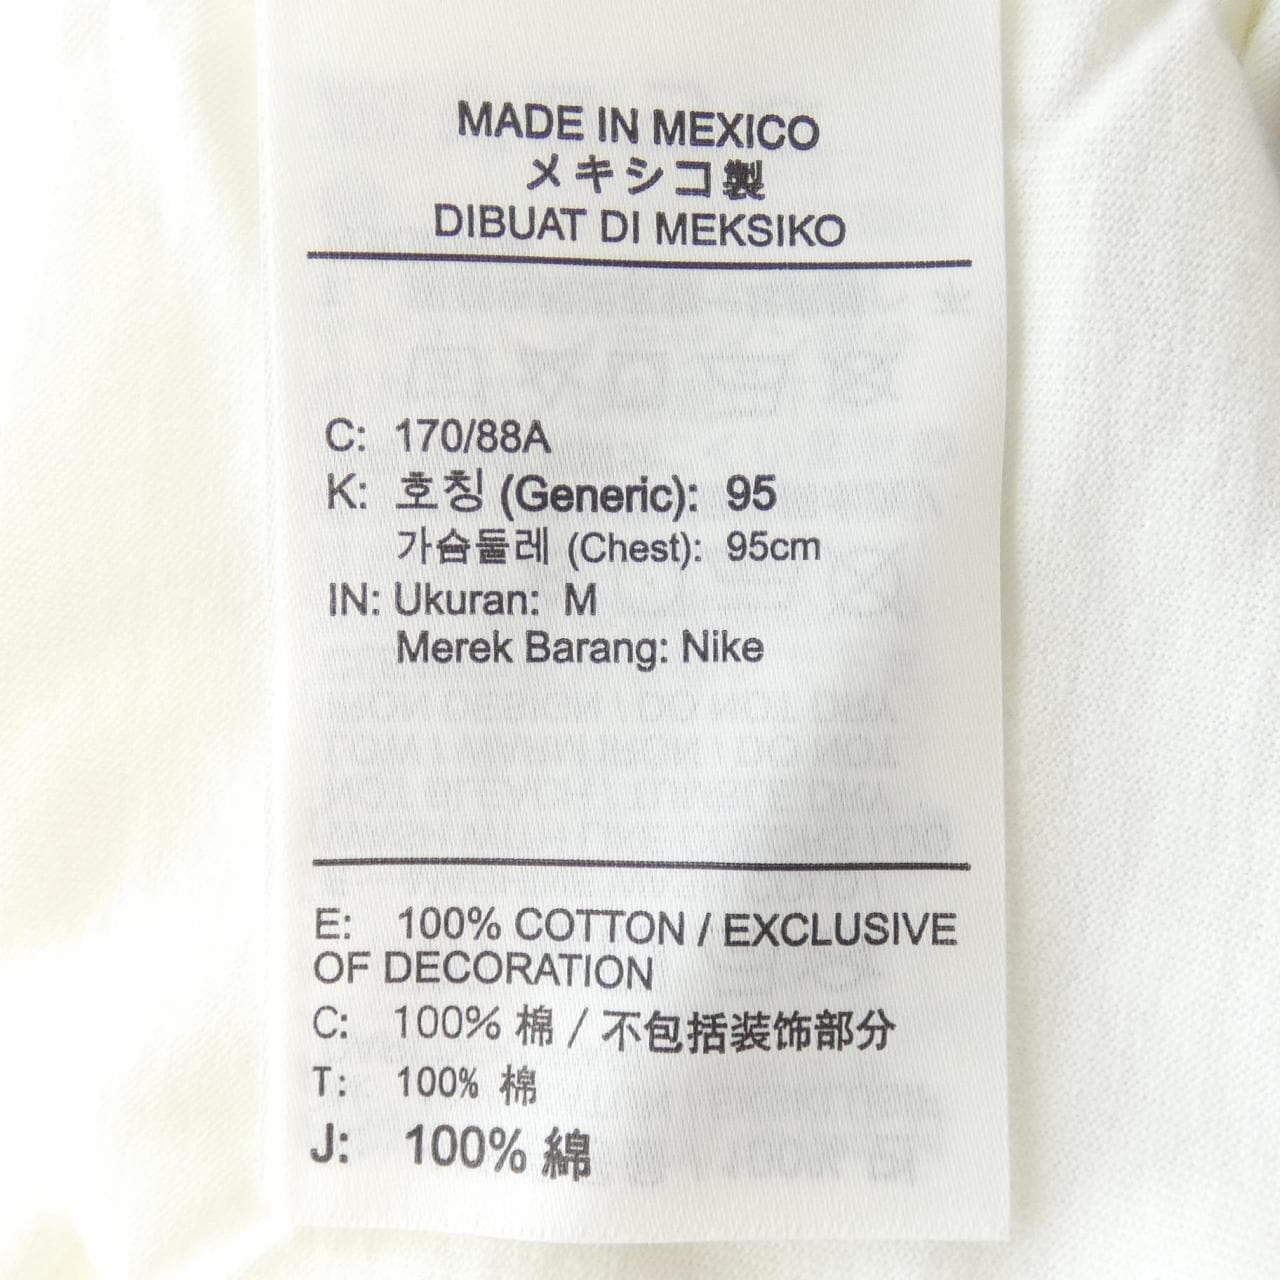 MADE IN MEXICO
メキシコ製
DIBUAT DI MEKSIKO
C: 170/88A
K: 호칭 (Generic): 95
가슴둘레 (Chest): 95cm
IN: Ukuran: M
Merek Barang: Nike
E: 100% COTTON / EXCLUSIVE
OF DECORATION
C: 100% 棉 / 不包括装饰部分
T: 100% 棉
J: 100% 綿